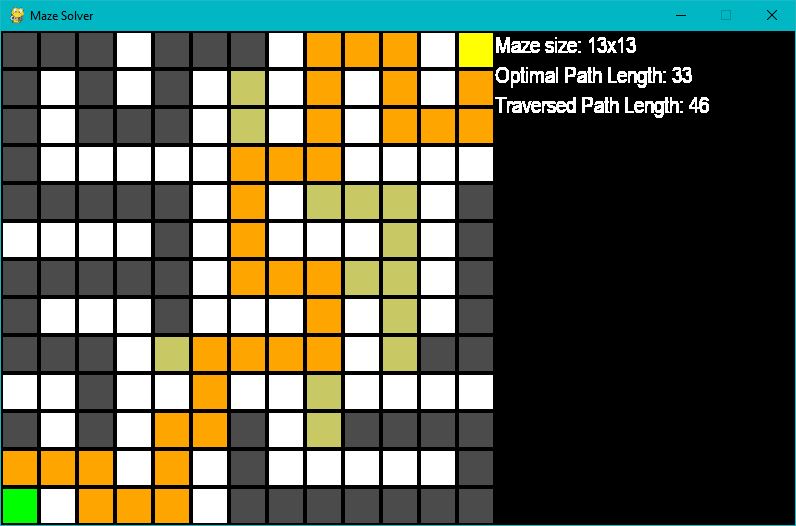 Maze Solver
Maze size: 13x13
Optimal Path Length: 33
Traversed Path Length: 46